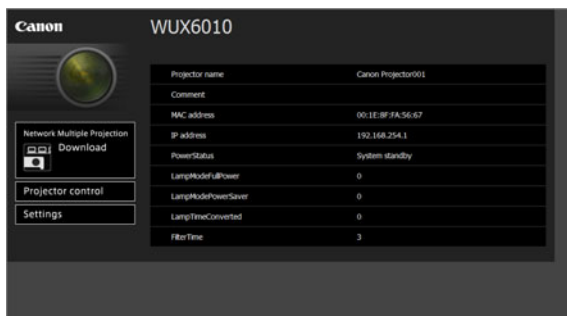 Canon
WUX6010
Projector name Canon Projector001
Comment
MAC address 00:1E:8F:FA:56:67
IP address 192.168.254.1
PowerStatus System standby
LampModeFullPower 0
LampModePowerSaver 0
LampTimeConverted 0
FilterTime 3
Network Multiple Projection
Download
Projector control
Settings